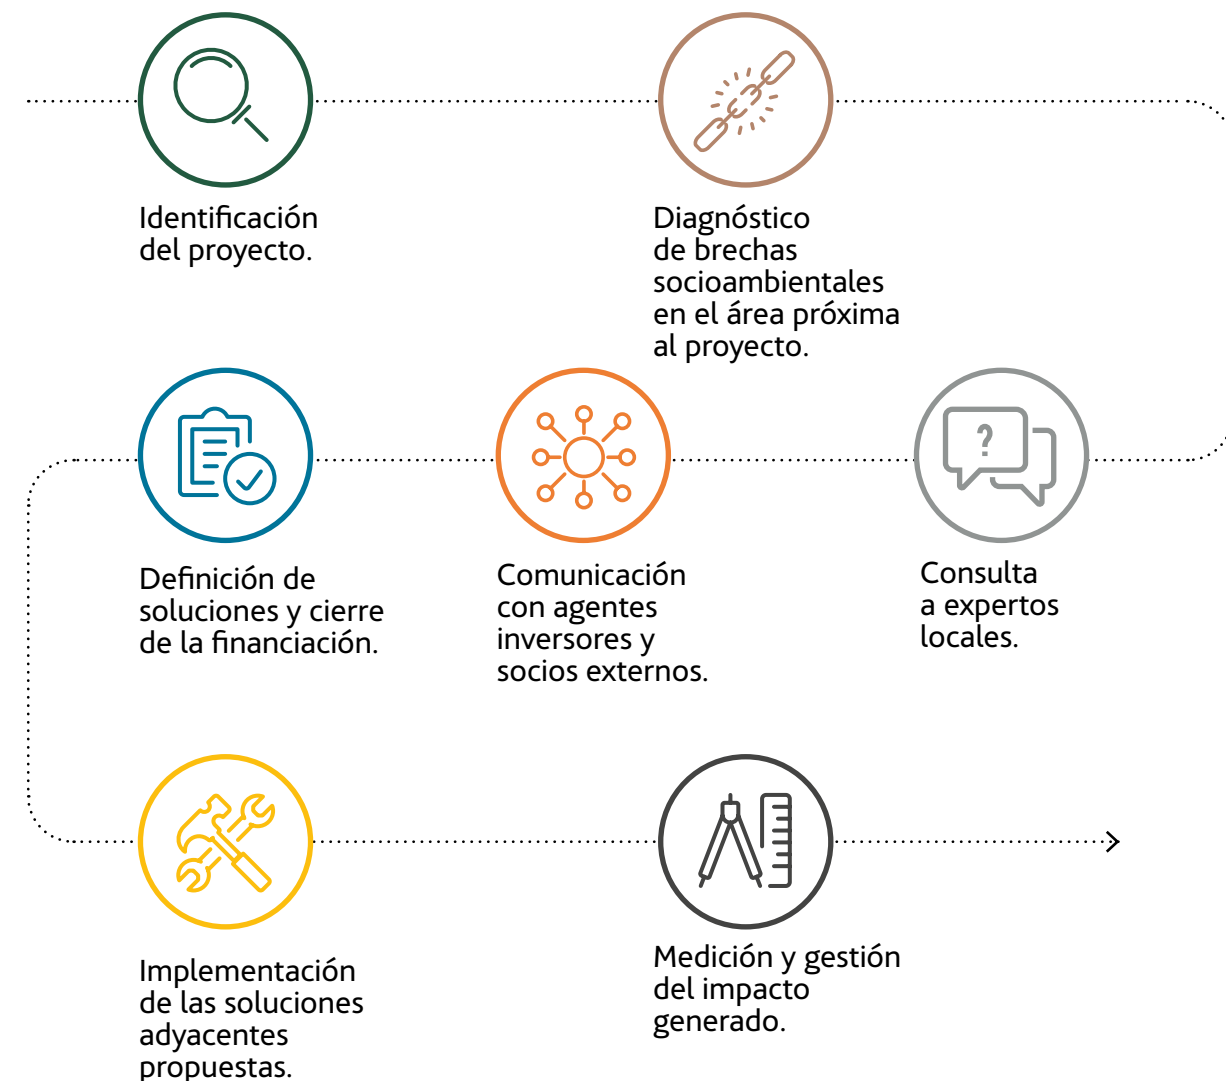 Identificación
del proyecto.
Diagnóstico
de brechas
socioambientales
en el área próxima
al proyecto.
?
Consulta
a expertos
locales.
Comunicación
con agentes
inversores y
socios externos.
Definición de
soluciones y cierre
de la financiación.
Implementación
de las soluciones
adyacentes
propuestas.
Medición y gestión
del impacto
generado.